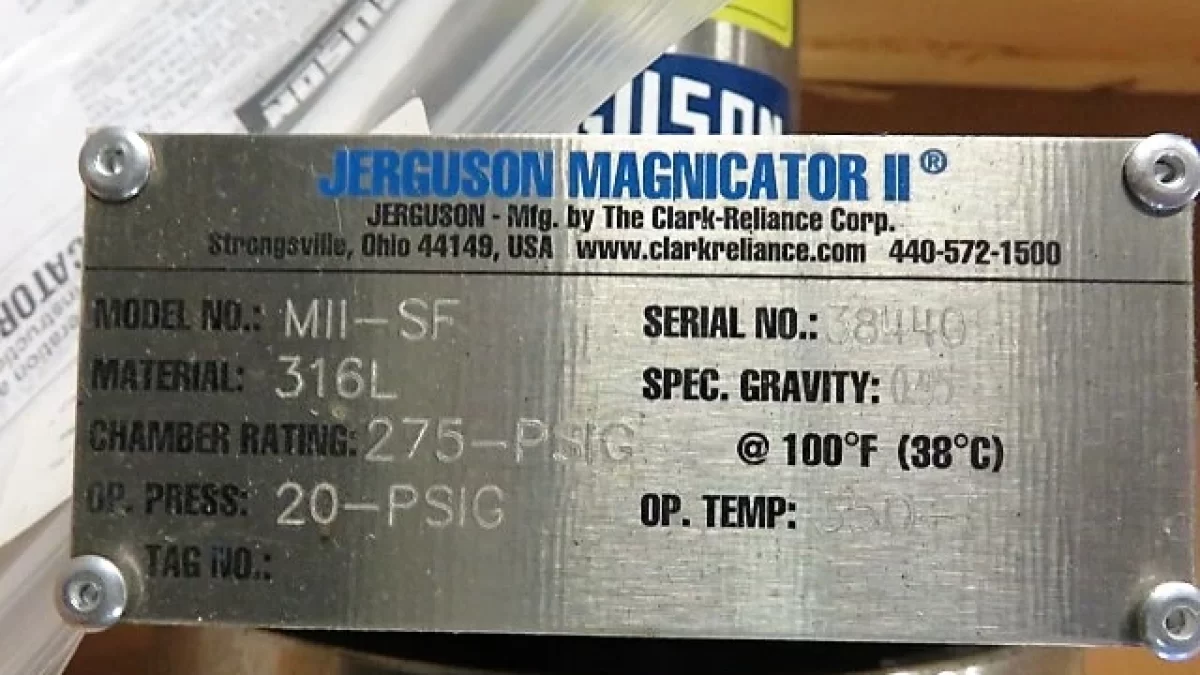 JERGUSON MAGNICATOR II®
JERGUSON - Mfg. by The Clark-Reliance Corp.
Strongsville, Ohio 44149, USA www.clarkreliance.com 440-572-1500
MODEL NO.: MII-SF SERIAL NO.: 38440
MATERIAL: 316L SPEC. GRAVITY:
CHAMBER RATING: 275-PSIG @ 100°F (38°C)
OP. PRESS: 20-PSIG OP. TEMP:
TAG NO.: